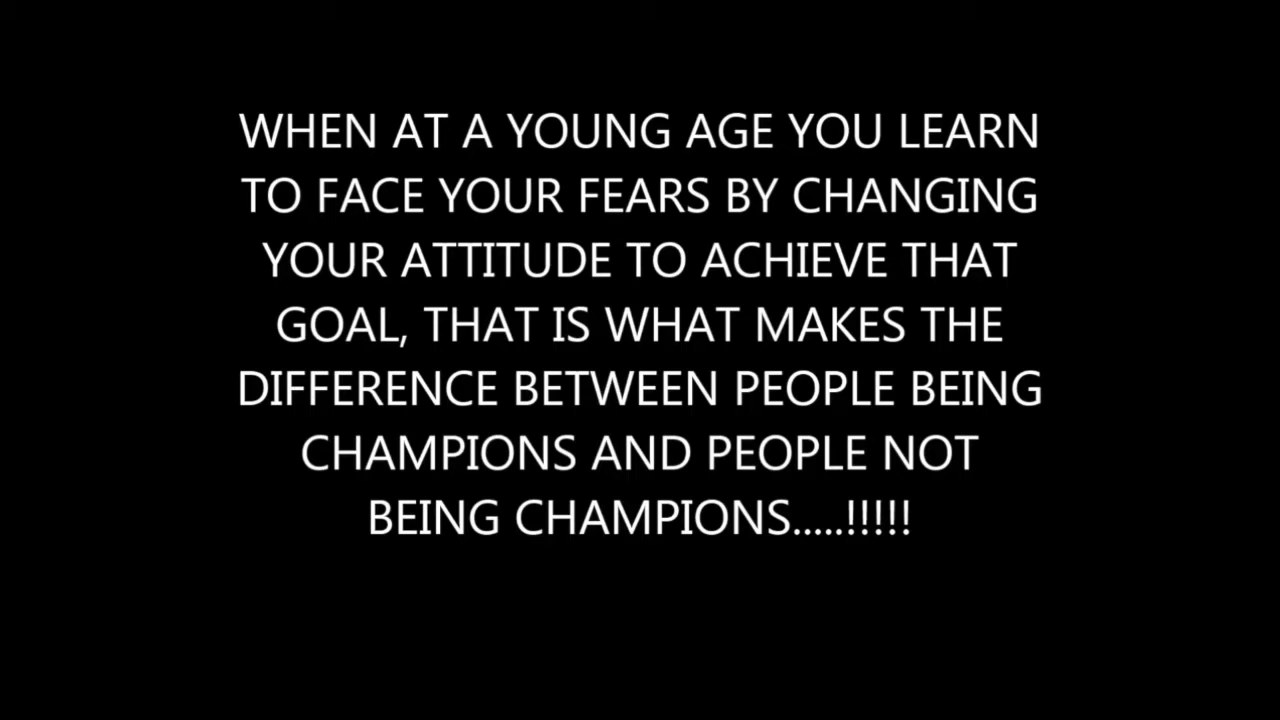 WHEN AT A YOUNG AGE YOU LEARN
TO FACE YOUR FEARS BY CHANGING
YOUR ATTITUDE TO ACHIEVE THAT
GOAL, THAT IS WHAT MAKES THE
DIFFERENCE BETWEEN PEOPLE BEING
CHAMPIONS AND PEOPLE NOT
BEING CHAMPIONS.....!!!!!